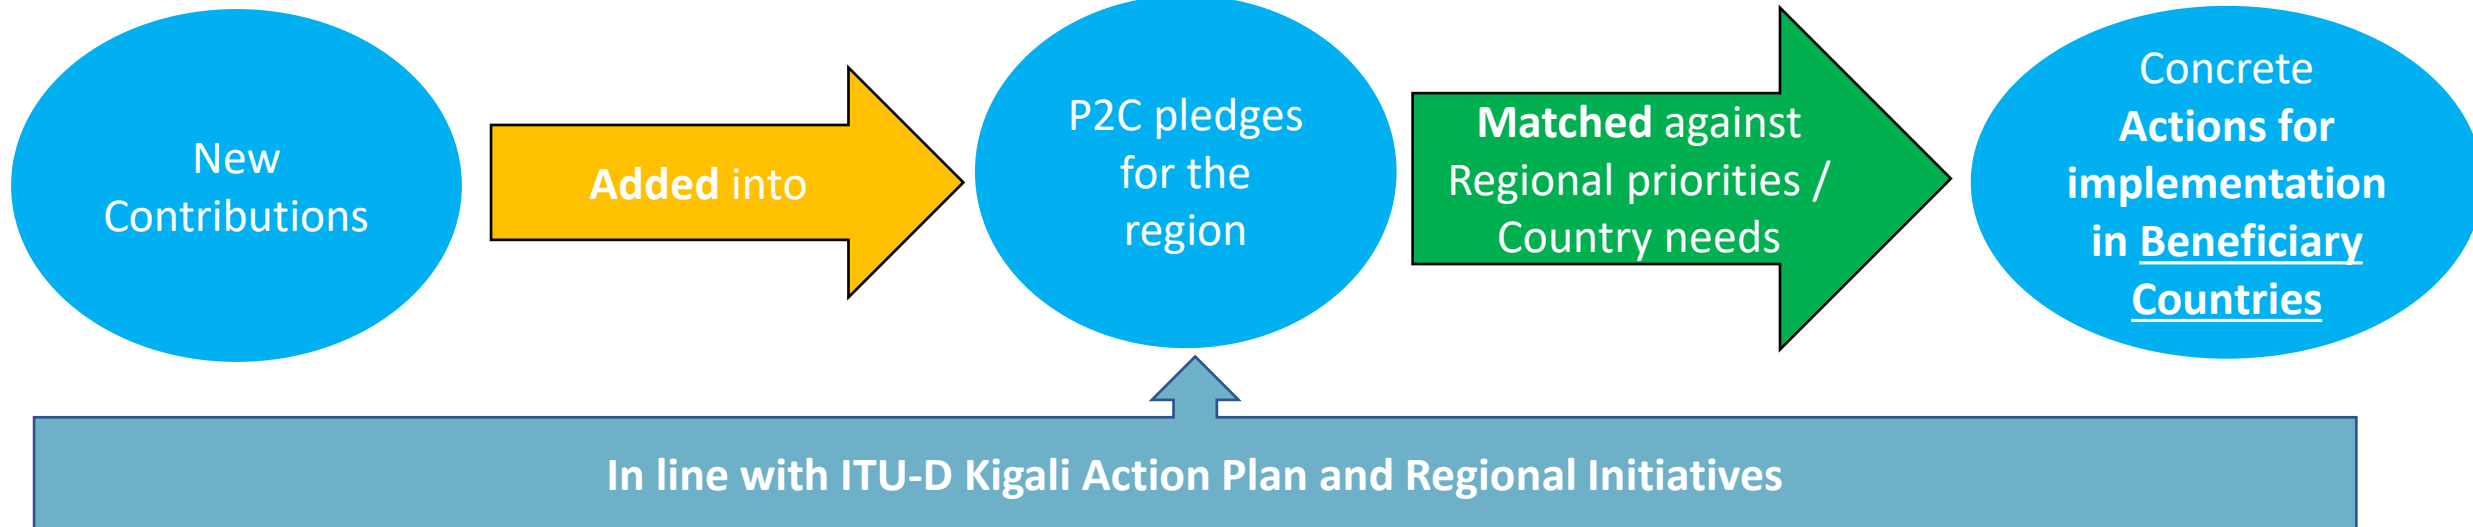 New
Contributions
Added into
P2C pledges
for the
region
Matched against
Regional priorities /
Country needs
Concrete
Actions for
implementation
in Beneficiary
Countries
In line with ITU-D Kigali Action Plan and Regional Initiatives